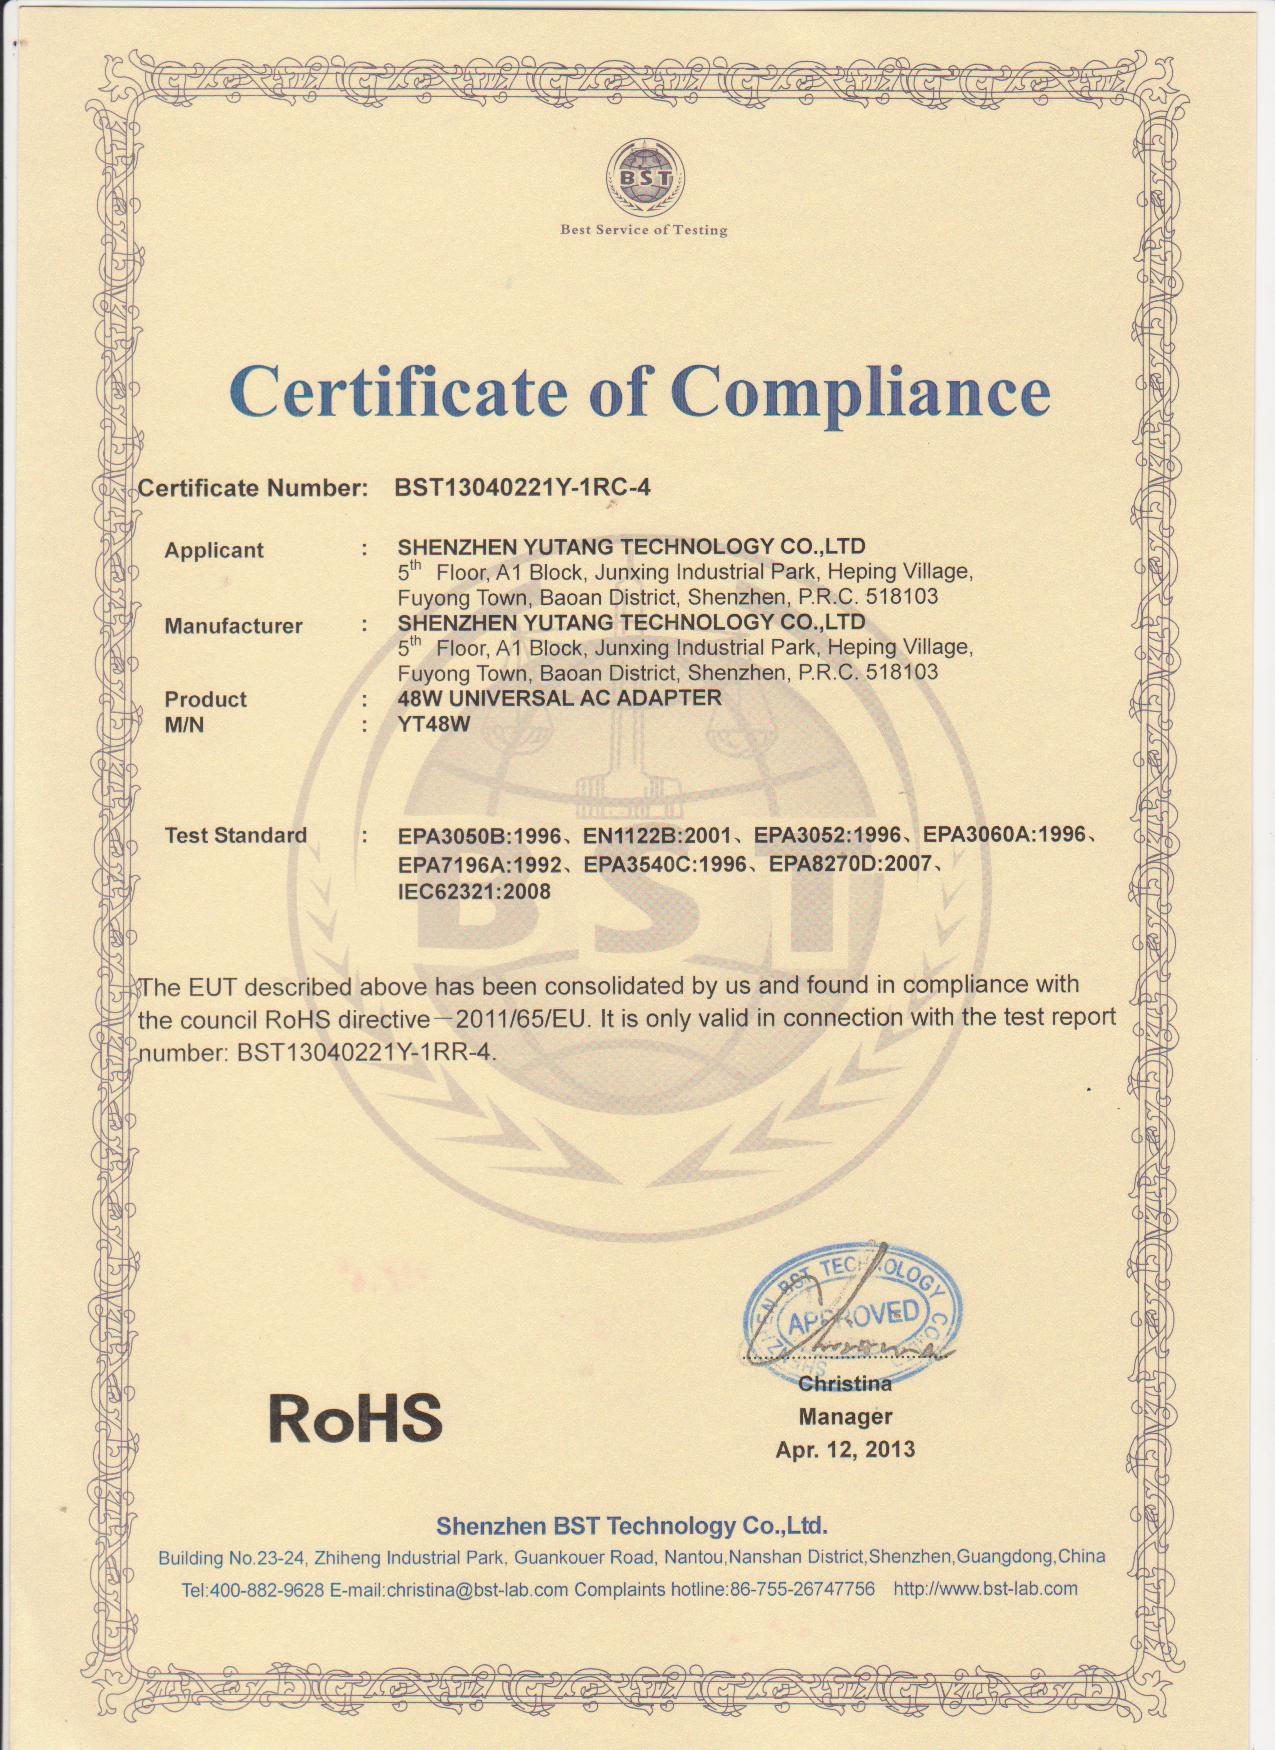 BST
Best Service of Testing
Certificate of Compliance
Certificate Number: BST13040221Y-1RC-4
Applicant : SHENZHEN YUTANG TECHNOLOGY CO.,LTD
5th Floor, A1 Block, Junxing Industrial Park, Heping Village,
Fuyong Town, Baoan District, Shenzhen, P.R.C. 518103
Manufacturer : SHENZHEN YUTANG TECHNOLOGY CO.,LTD
5th Floor, A1 Block, Junxing Industrial Park, Heping Village,
Fuyong Town, Baoan District, Shenzhen, P.R.C. 518103
Product : 48W UNIVERSAL AC ADAPTER
M/N : YT48W
Test Standard : EPA3050B:1996、EN1122B:2001、EPA3052:1996、EPA3060A:1996、
EPA7196A:1992、EPA3540C:1996、EPA8270D:2007、
IEC62321:2008
BST
The EUT described above has been consolidated by us and found in compliance with
the council RoHS directive－2011/65/EU. It is only valid in connection with the test report
number: BST13040221Y-1RR-4.
SHENZHEN BST TECHNOLOGY CO.
APPROVED
Christina
Manager
Apr. 12, 2013
RoHS
Shenzhen BST Technology Co.,Ltd.
Building No.23-24, Zhiheng Industrial Park, Guankouer Road, Nantou,Nanshan District,Shenzhen,Guangdong,China
Tel:400-882-9628 E-mail:christina@bst-lab.com Complaints hotline:86-755-26747756 http://www.bst-lab.com